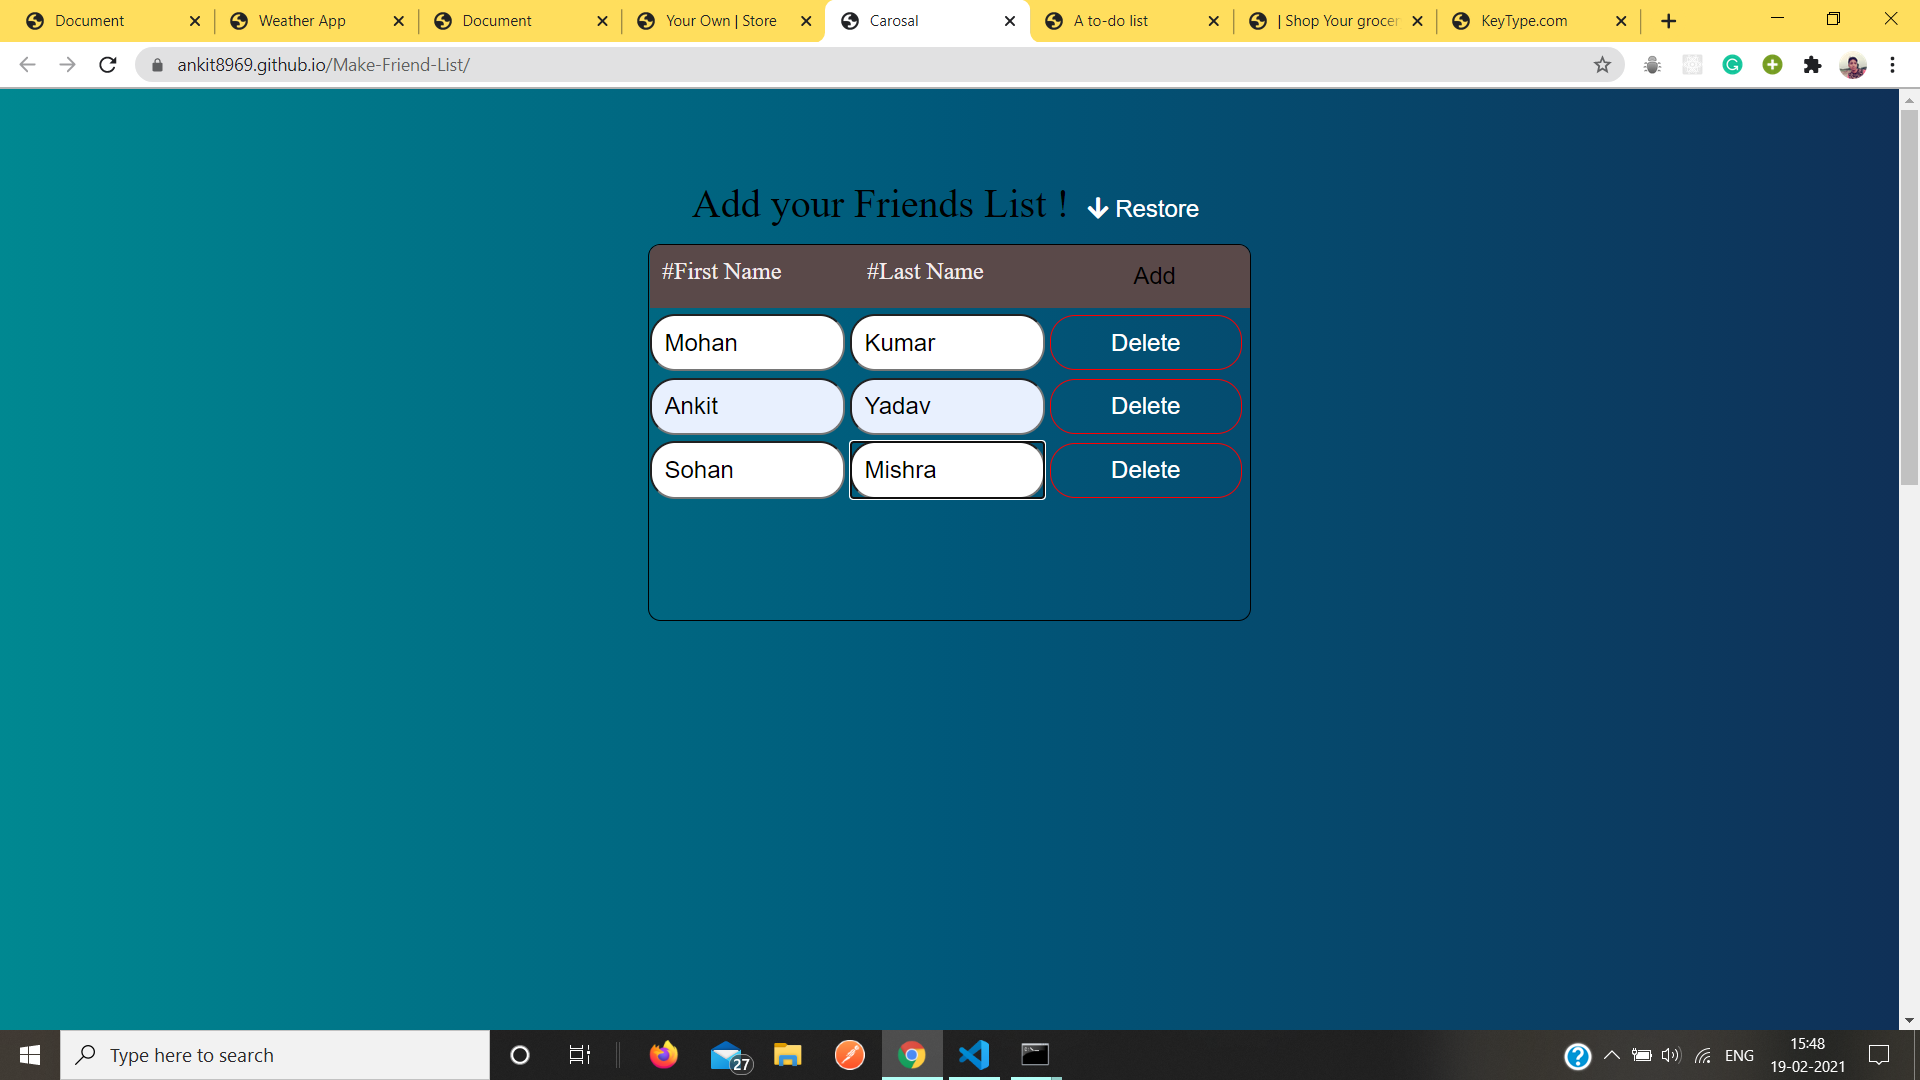 Document Weather App Document Your Own | Store Carosal A to-do list | Shop Your grocer KeyType.com
ankit8969.github.io/Make-Friend-List/
Add your Friends List ! Restore
#First Name #Last Name Add
Mohan Kumar Delete
Ankit Yadav Delete
Sohan Mishra Delete
Type here to search 27 ENG 15:48
19-02-2021